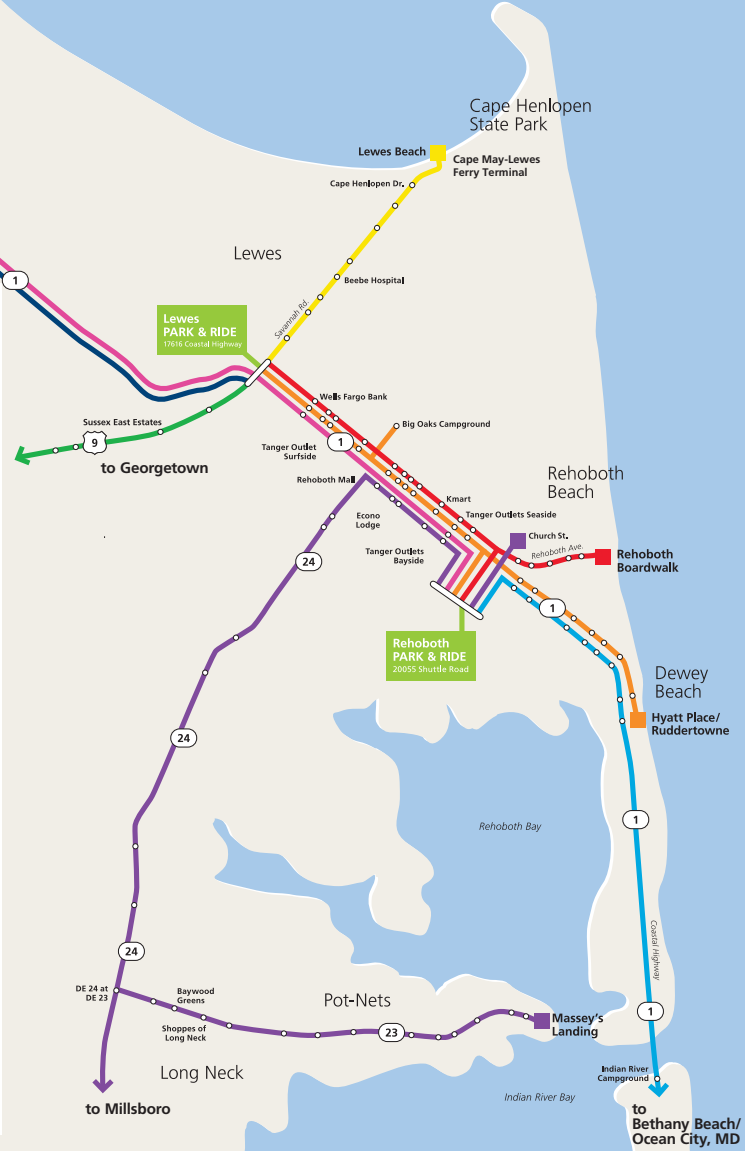 Cape Henlopen
State Park
Lewes Beach
Cape May-Lewes
Ferry Terminal
Cape Henlopen Dr.
Lewes
Beebe Hospital
1
Savannah Rd.
Lewes
PARK & RIDE
17616 Coastal Highway
Wells Fargo Bank
Sussex East Estates
9
to Georgetown
Big Oaks Campground
1
Tanger Outlet
Surfside
Rehoboth Mall
Rehoboth
Beach
Kmart
Tanger Outlets Seaside
Econo
Lodge
Church St.
Tanger Outlets
Bayside
Rehoboth Ave.
Rehoboth
Boardwalk
24
1
Rehoboth
PARK & RIDE
20055 Shuttle Road
Dewey
Beach
Hyatt Place/
Ruddertowne
24
1
Rehoboth Bay
Coastal Highway
24
DE 24 at
DE 23
Baywood
Greens
Pot-Nets
1
Shoppes of
Long Neck
23
Massey's
Landing
Long Neck
Indian River
Campground
Indian River Bay
to Millsboro
to
Bethany Beach/
Ocean City, MD